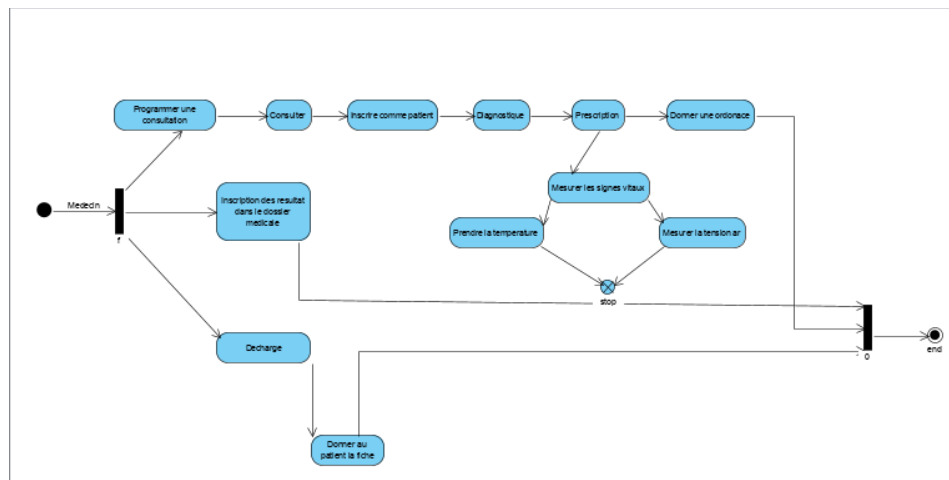 Programmer une
consultation
Consulter
Inscrire comme patient
Diagnostique
Prescription
Donner une ordonace
Mesurer les signes vitaux
Medecin
Inscription des resultat
dans le dossier
medicale
Prendre la temperature
Mesurer la tension ar
f
stop
Decharge
0
end
Donner au
patient la fiche